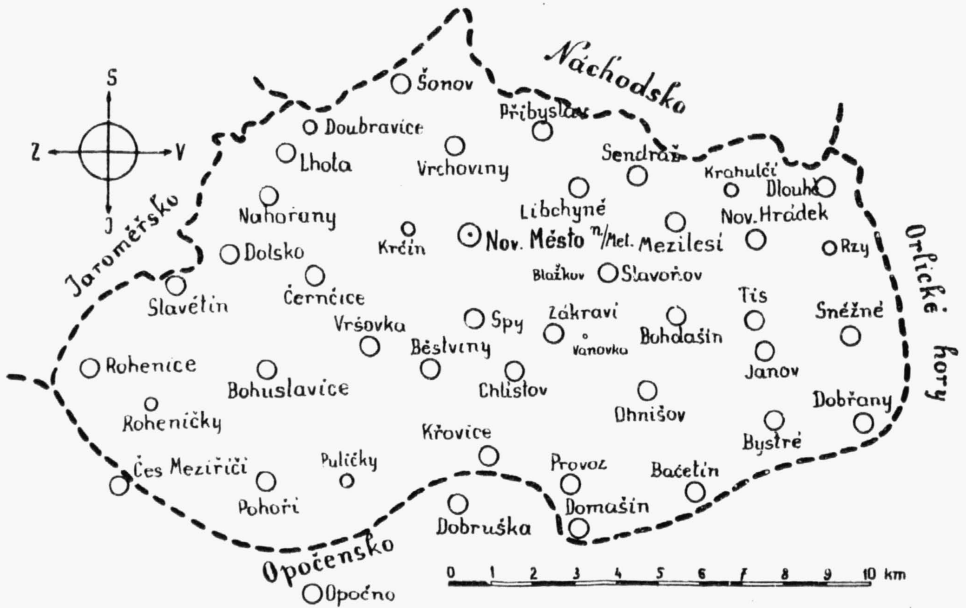 Náchodsko
S
Z V
J
Šonov
Přibyslav
Doubravice
Lhota
Vrchoviny
Sendraž
Krahulčí
Dlouhé
Nahořany
Libchyně
Nov. Hrádek
Jaroměřsko
Krčín
Nov. Město n/Met.
Mezilesí
Rzy
Orlické hory
Dolsko
Blažkov
Slavoňov
Slavětín
Černčice
Tis
Sněžné
Vršovka
Spy
Zákraví
Vanovka
Bohdašín
Rohenice
Bohuslavice
Běstviny
Chlistov
Janov
Roheničky
Ohnišov
Dobřany
Křovice
Bystré
Čes Meziříčí
Pohoří
Puličky
Provoz
Bačetín
Dobruška
Domašín
Opočensko
Opočno
0 1 2 3 4 5 6 7 8 9 10 km